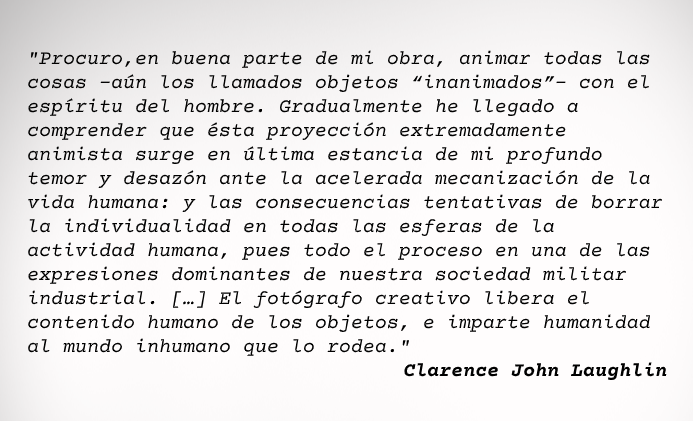 "Procuro,en buena parte de mi obra, animar todas las
cosas –aún los llamados objetos “inanimados”– con el
espíritu del hombre. Gradualmente he llegado a
comprender que ésta proyección extremadamente
animista surge en última estancia de mi profundo
temor y desazón ante la acelerada mecanización de la
vida humana: y las consecuencias tentativas de borrar
la individualidad en todas las esferas de la
actividad humana, pues todo el proceso en una de las
expresiones dominantes de nuestra sociedad militar
industrial. […] El fotógrafo creativo libera el
contenido humano de los objetos, e imparte humanidad
al mundo inhumano que lo rodea."
Clarence John Laughlin